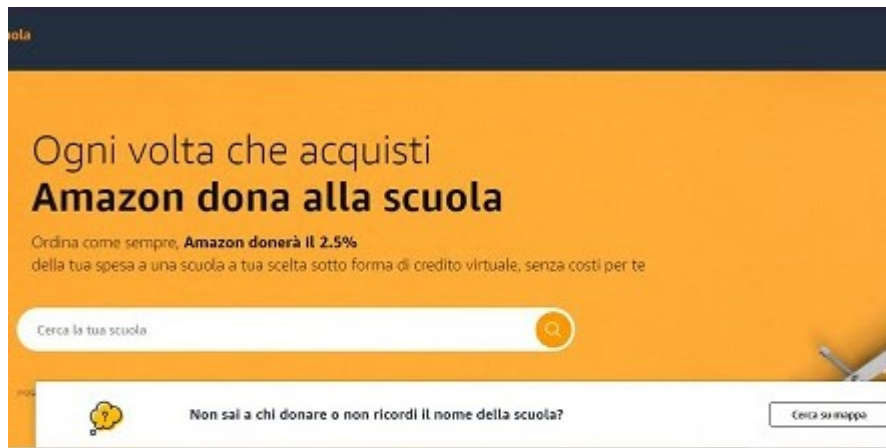 Ogni volta che acquisti
Amazon dona alla scuola
Ordina come sempre, Amazon donerà il 2.5%
della tua spesa a una scuola a tua scelta sotto forma di credito virtuale, senza costi per te
Cerca la tua scuola
Non sai a chi donare o non ricordi il nome della scuola?
Cerca su mappa